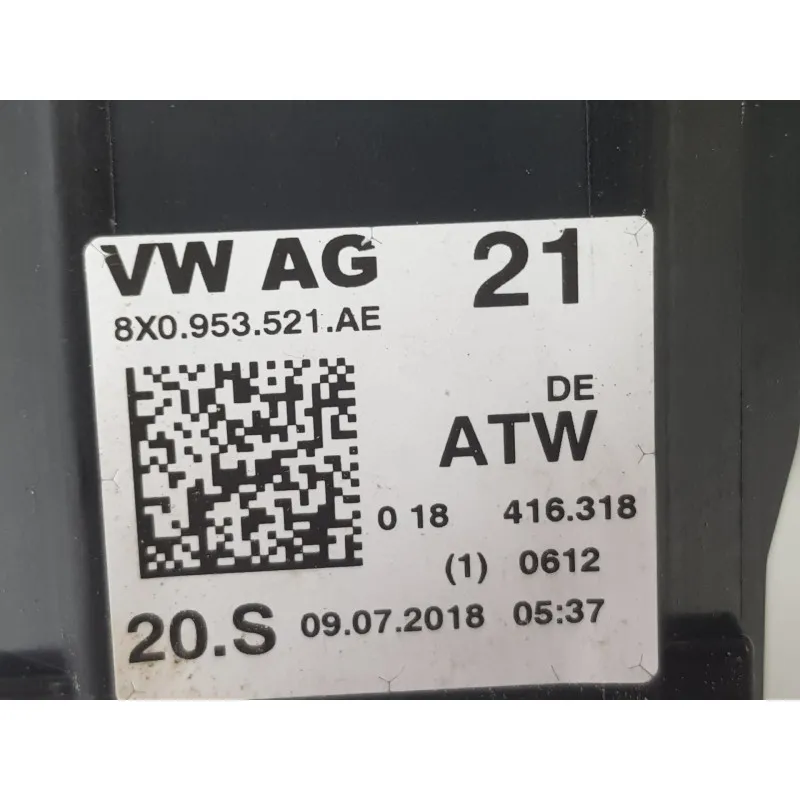 VW AG 21
8X0.953.521.AE
DE
ATW
0 18 416.318
(1) 0612
20.S 09.07.2018 05:37